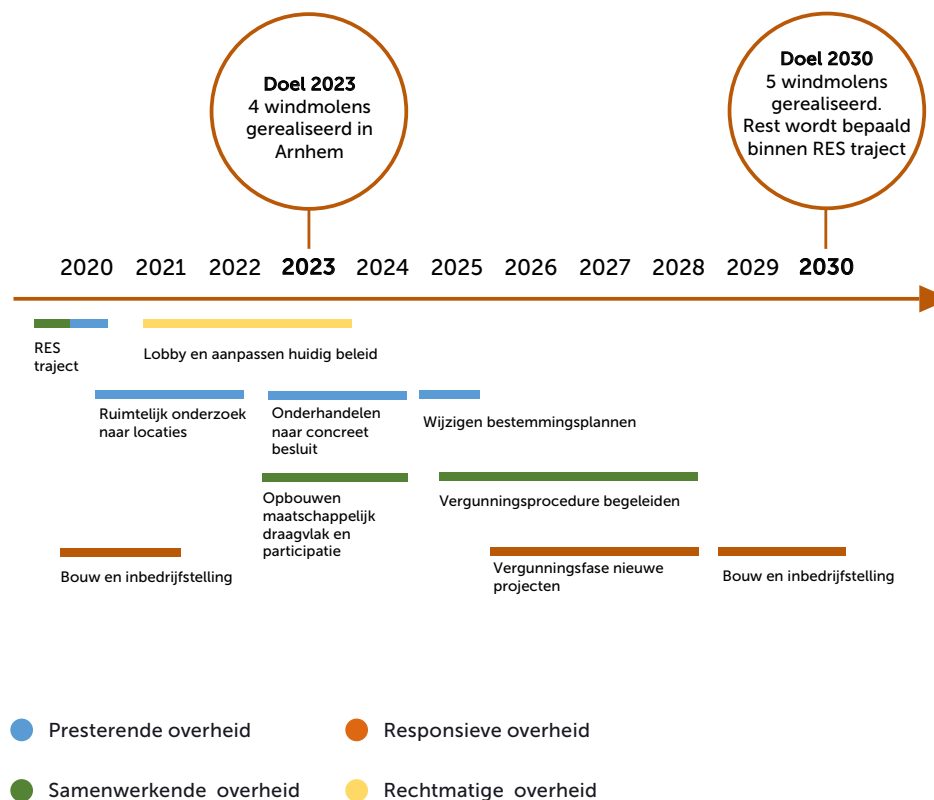 Doel 2023
4 windmolens
gerealiseerd in
Arnhem
Doel 2030
5 windmolens
gerealiseerd.
Rest wordt bepaald
binnen RES traject
2020 2021 2022 2023 2024 2025 2026 2027 2028 2029 2030
RES
traject
Lobby en aanpassen huidig beleid
Ruimtelijk onderzoek
naar locaties
Onderhandelen
naar concreet
besluit
Wijzigen bestemmingsplannen
Opbouwen
maatschappelijk
draagvlak en
participatie
Vergunningsprocedure begeleiden
Bouw en inbedrijfstelling
Vergunningsfase nieuwe
projecten
Bouw en inbedrijfstelling
Presterende overheid
Responsieve overheid
Samenwerkende overheid
Rechtmatige overheid